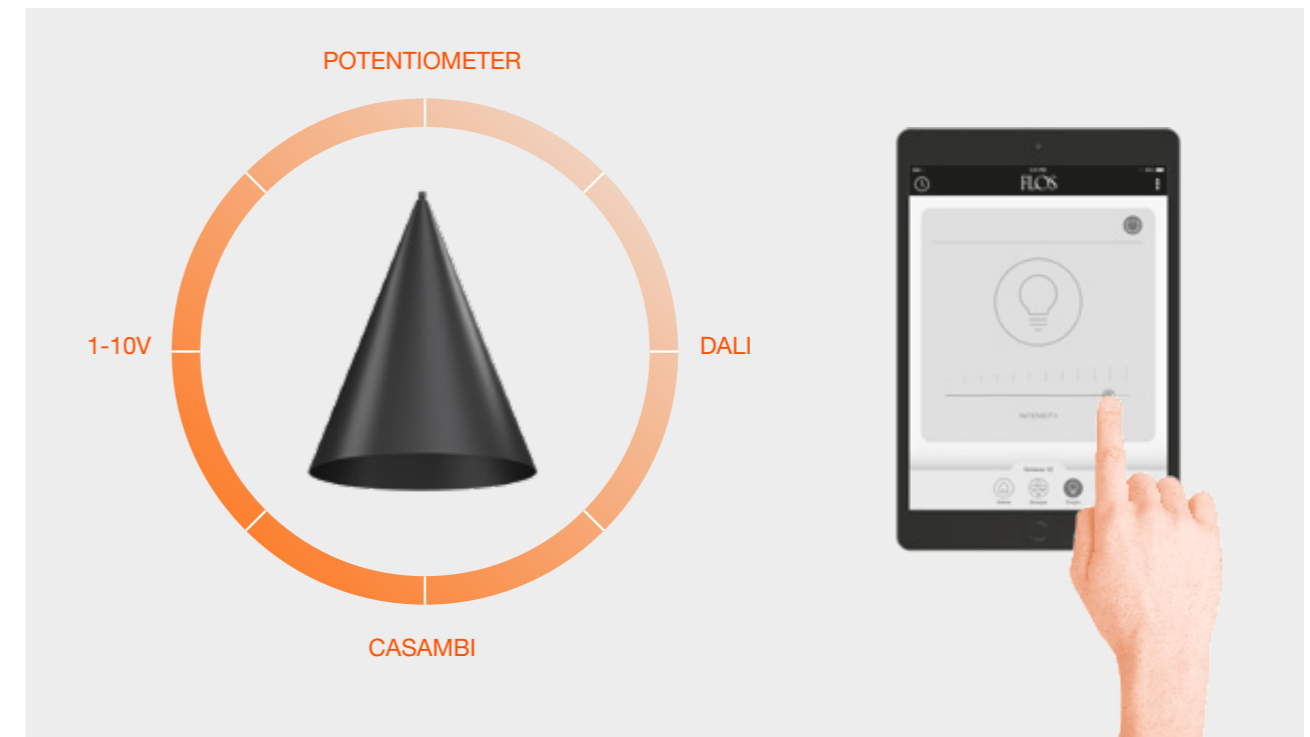 POTENTIOMETER
FLOS
1-10V
DALI
INTENSITY
CASAMBI